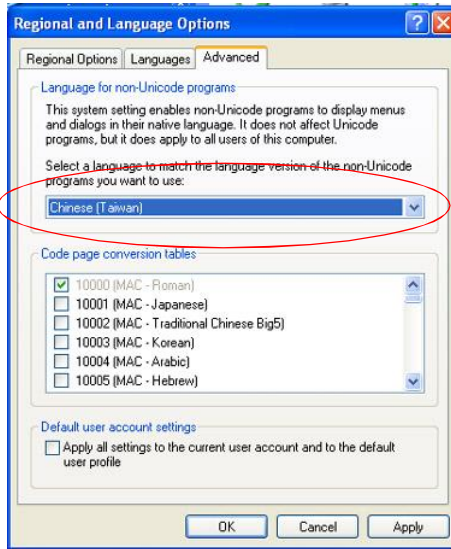 Regional and Language Options
Regional Options
Languages
Advanced
Language for non-Unicode programs
This system setting enables non-Unicode programs to display menus
and dialogs in their native language. It does not affect Unicode
programs, but it does apply to all users of this computer.
Select a language to match the language version of the non-Unicode
programs you want to use:
Chinese (Taiwan)
Code page conversion tables
10000 (MAC - Roman)
10001 (MAC - Japanese)
10002 (MAC - Traditional Chinese Big5)
10003 (MAC - Korean)
10004 (MAC - Arabic)
10005 (MAC - Hebrew)
Default user account settings
Apply all settings to the current user account and to the default
user profile
OK
Cancel
Apply